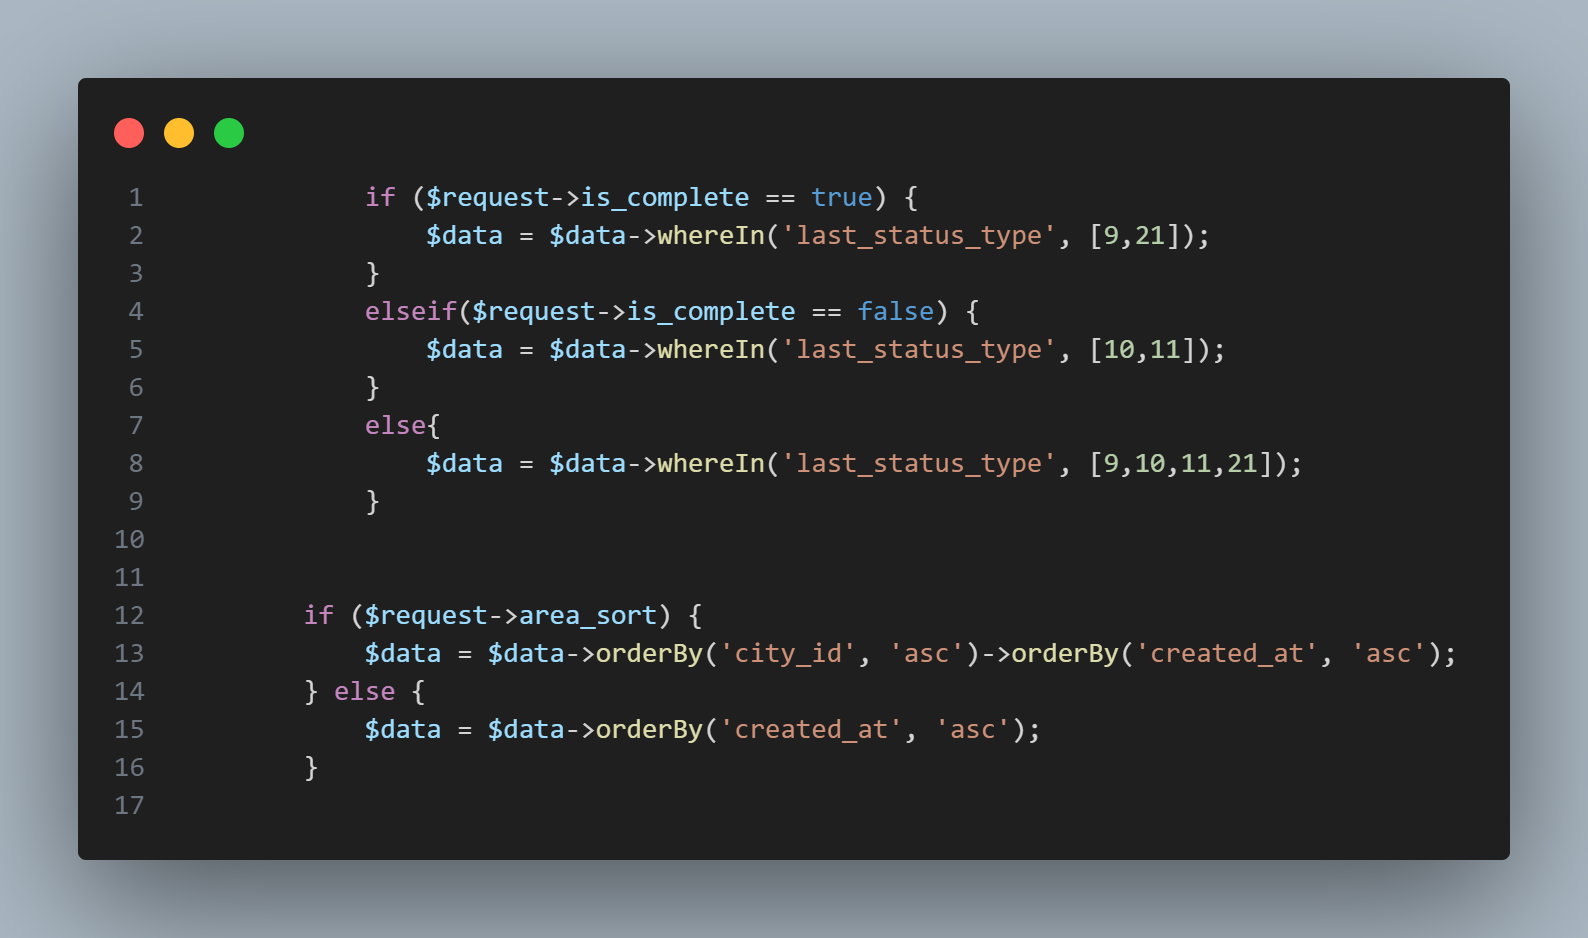 1 if ($request->is_complete == true) {
2 $data = $data->whereIn('last_status_type', [9,21]);
3 }
4 elseif($request->is_complete == false) {
5 $data = $data->whereIn('last_status_type', [10,11]);
6 }
7 else{
8 $data = $data->whereIn('last_status_type', [9,10,11,21]);
9 }
10
11
12 if ($request->area_sort) {
13 $data = $data->orderBy('city_id', 'asc')->orderBy('created_at', 'asc');
14 } else {
15 $data = $data->orderBy('created_at', 'asc');
16 }
17